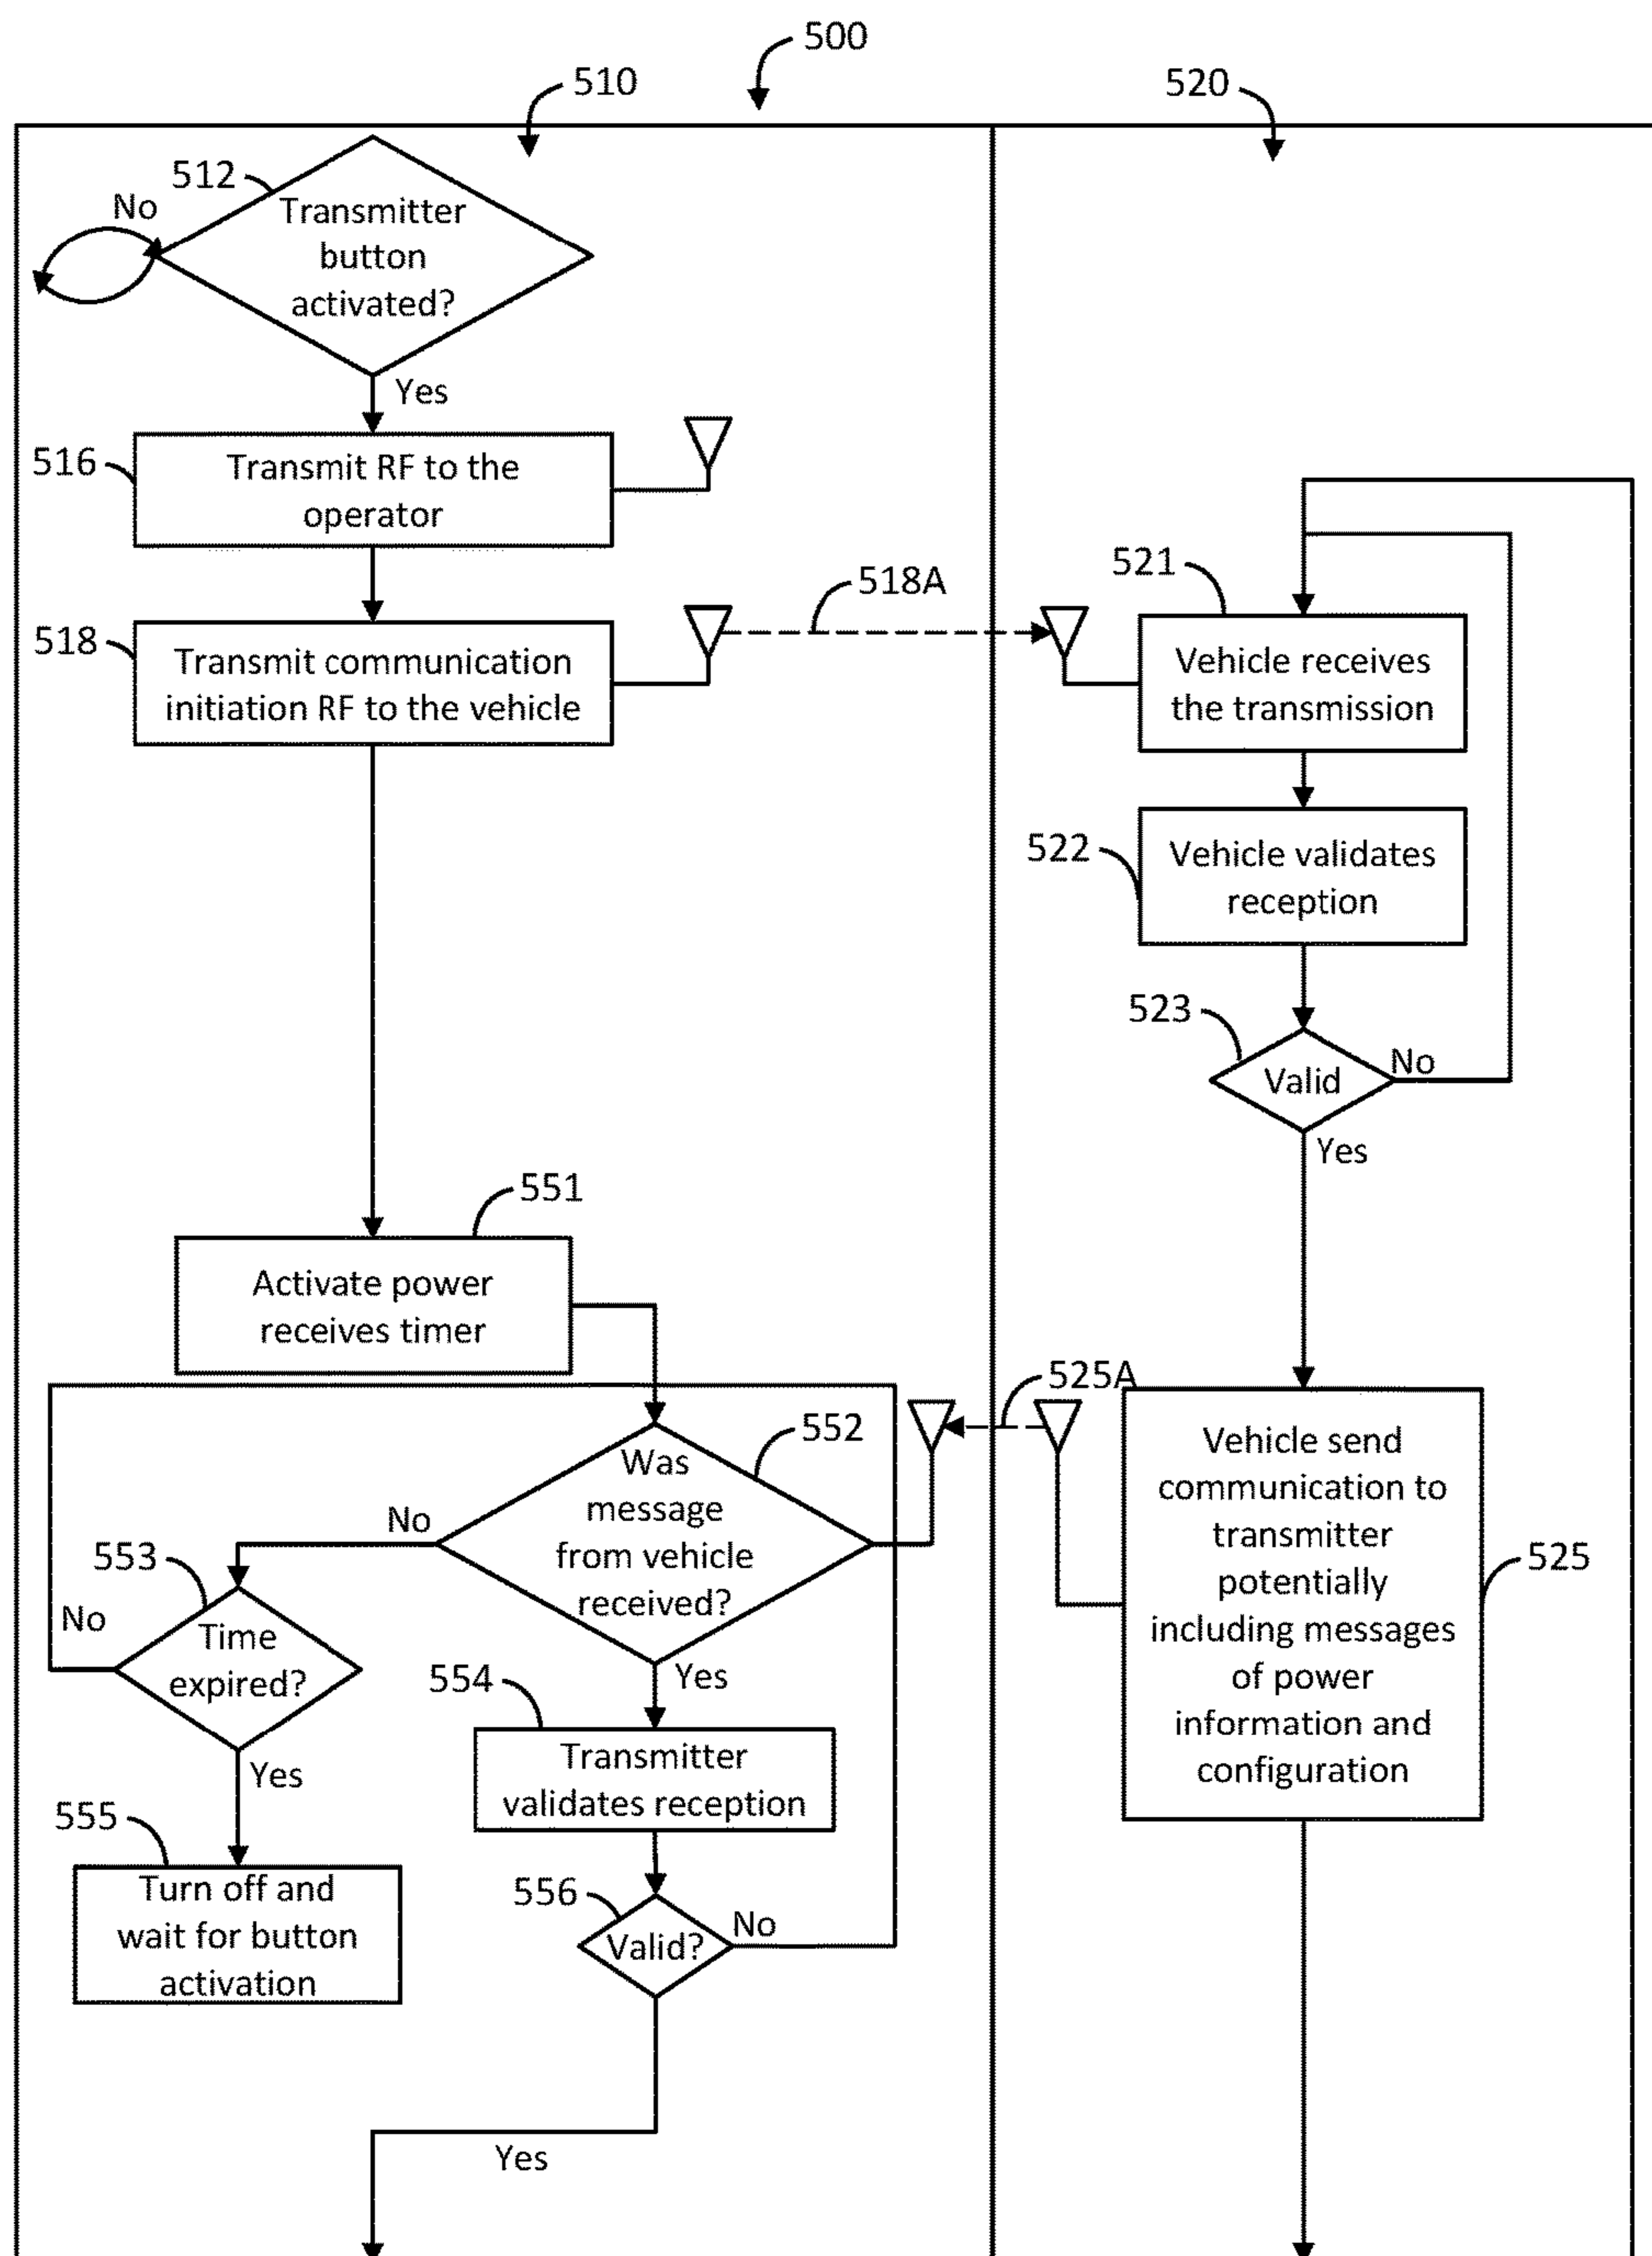 500
510
520
512
No
Transmitter
button
activated?
Yes
516
Transmit RF to the
operator
518A
521
518
Transmit communication
initiation RF to the vehicle
Vehicle receives
the transmission
522
Vehicle validates
reception
523
Valid
No
Yes
551
Activate power
receives timer
525A
552
Was
message
from vehicle
received?
No
553
No
Time
expired?
Yes
Vehicle send
communication to
transmitter
potentially
including messages
of power
information and
configuration
525
554
Yes
Transmitter
validates reception
555
Turn off and
wait for button
activation
556
Valid?
No
Yes